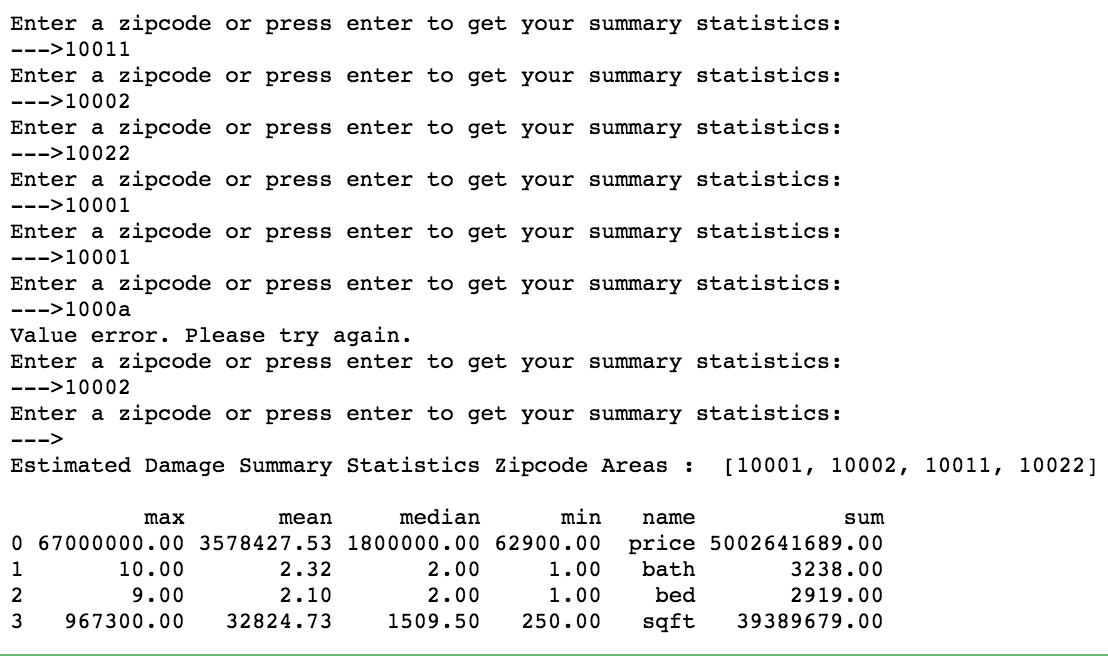 Enter a zipcode or press enter to get your summary statistics:
--->10011
Enter a zipcode or press enter to get your summary statistics:
--->10002
Enter a zipcode or press enter to get your summary statistics:
--->10022
Enter a zipcode or press enter to get your summary statistics:
--->10001
Enter a zipcode or press enter to get your summary statistics:
--->10001
Enter a zipcode or press enter to get your summary statistics:
--->1000a
Value error. Please try again.
Enter a zipcode or press enter to get your summary statistics:
--->10002
Enter a zipcode or press enter to get your summary statistics:
--->
Estimated Damage Summary Statistics Zipcode Areas :  [10001, 10002, 10011, 10022]
max mean median min name sum
0 67000000.00 3578427.53 1800000.00 62900.00 price 5002641689.00
1 10.00 2.32 2.00 1.00 bath 3238.00
2 9.00 2.10 2.00 1.00 bed 2919.00
3 967300.00 32824.73 1509.50 250.00 sqft 39389679.00